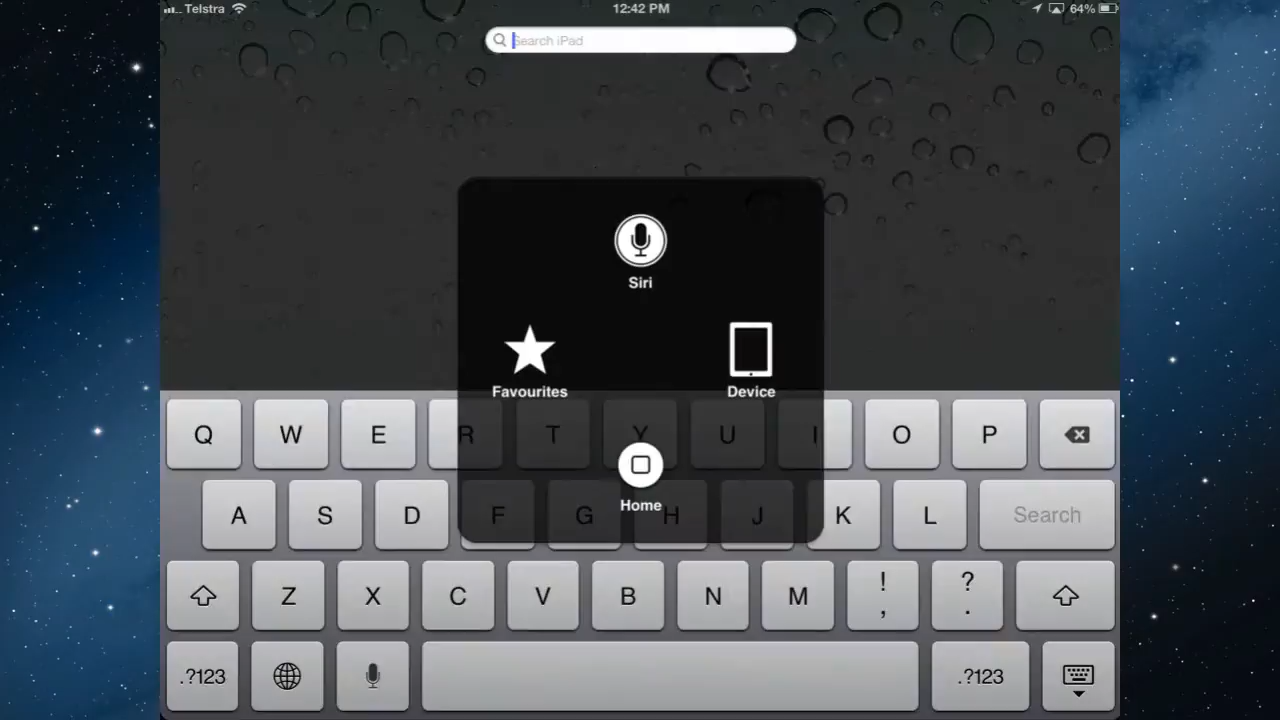 Telstra 12:42 PM 64%
Search iPad
Siri
Favourites Device
Q W E R T Y U I O P
Home
A S D F G H J K L Search
Z X C V B N M ! , ? .
.?123 .?123